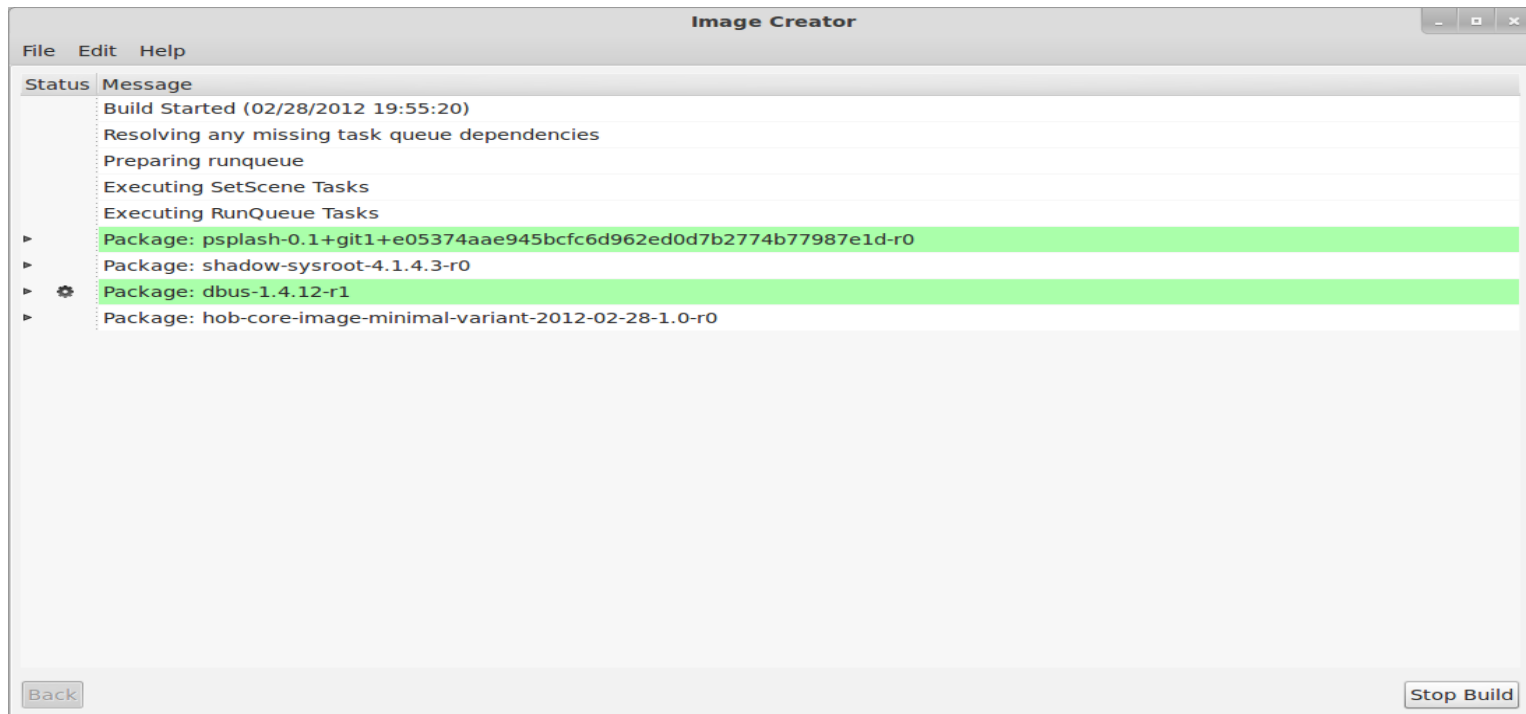 Image Creator
File Edit Help
Status Message
Build Started (02/28/2012 19:55:20)
Resolving any missing task queue dependencies
Preparing runqueue
Executing SetScene Tasks
Executing RunQueue Tasks
Package: psplash-0.1+git1+e05374aae945bcfc6d962ed0d7b2774b77987e1d-r0
Package: shadow-sysroot-4.1.4.3-r0
Package: dbus-1.4.12-r1
Package: hob-core-image-minimal-variant-2012-02-28-1.0-r0
Back Stop Build